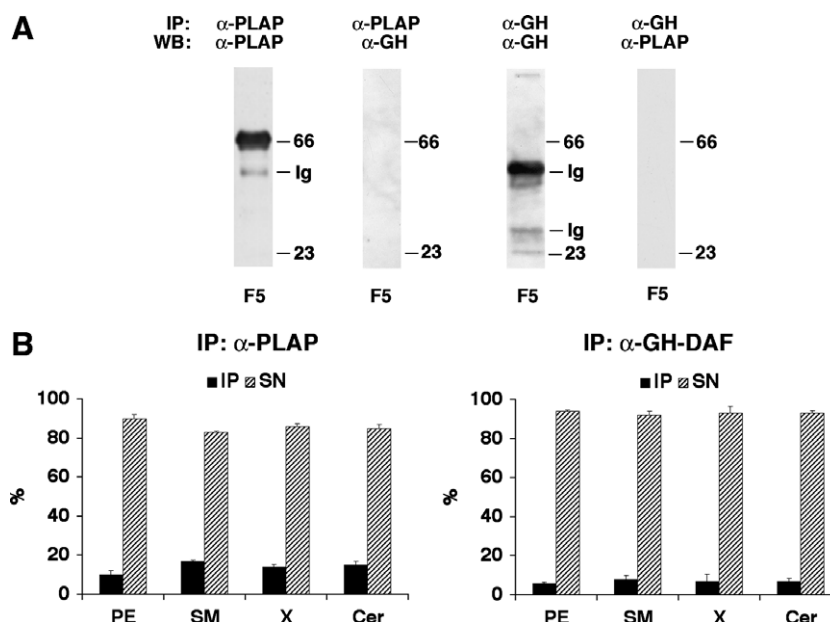 A
IP: α-PLAP α-PLAP α-GH α-GH
WB: α-PLAP α-GH α-GH α-PLAP
66 66 66
Ig Ig
Ig
23 23 23 23
F5 F5 F5 F5
B
IP: α-PLAP IP: α-GH-DAF
IP SN IP SN
100 100
80 80
60 60
% %
40 40
20 20
0 0
PE SM X Cer PE SM X Cer